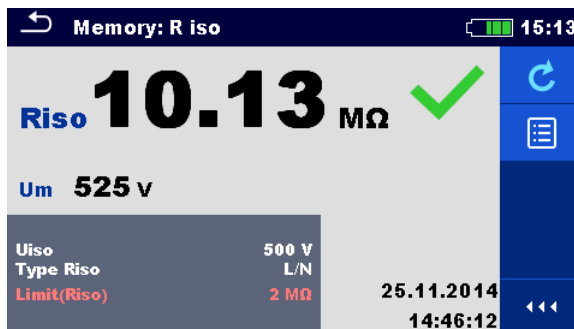 Memory: R iso 15:13
Riso 10.13 MΩ
Um 525 V
Uiso 500 V
Type Riso L/N
Limit(Riso) 2 MΩ
25.11.2014
14:46:12